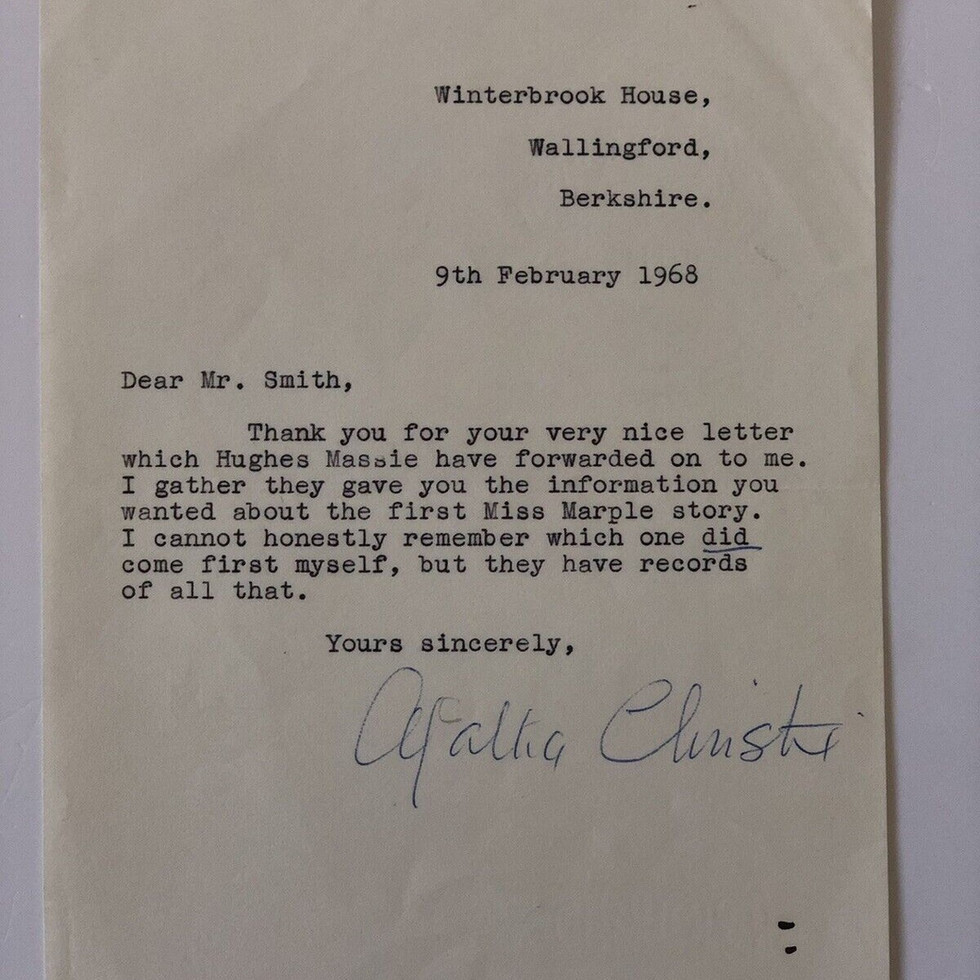 Winterbrook House,
Wallingford,
Berkshire.
9th February 1968
Dear Mr. Smith,
Thank you for your very nice letter
which Hughes Massie have forwarded on to me.
I gather they gave you the information you
wanted about the first Miss Marple story.
I cannot honestly remember which one did
come first myself, but they have records
of all that.
Yours sincerely,
Agatha Christie